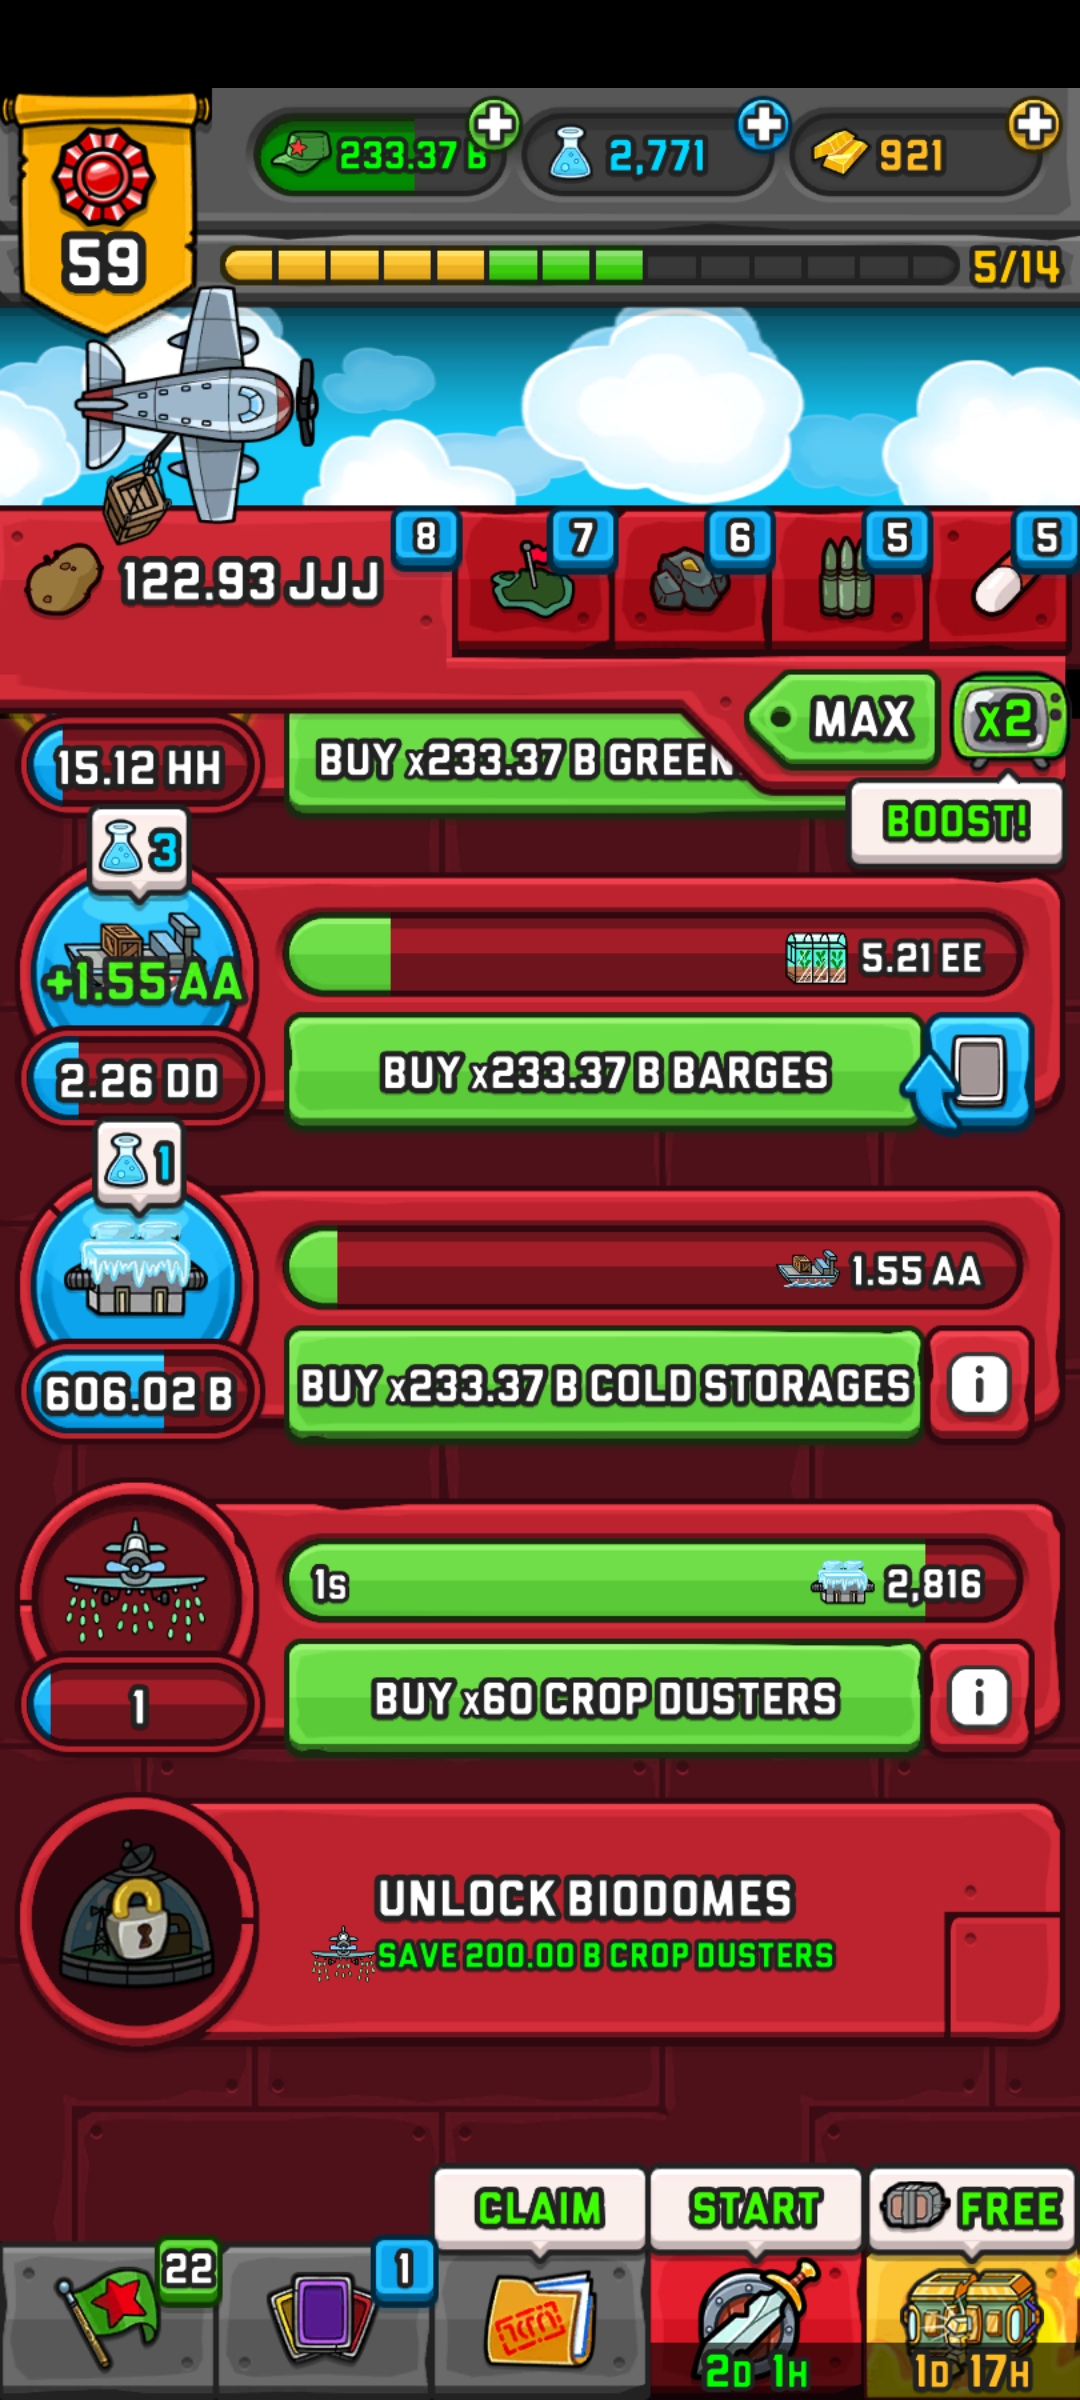 59
233.37 B
2,771
921
5/14
122.93 JJJ
8
7
6
5
5
MAX
x2
BOOST!
15.12 HH
BUY x233.37 B GREEN
3
+1.55 AA
5.21 EE
2.26 DD
BUY x233.37 B BARGES
1
1.55 AA
606.02 B
BUY x233.37 B COLD STORAGES
i
1s
2,816
1
BUY x60 CROP DUSTERS
i
UNLOCK BIODOMES
SAVE 200.00 B CROP DUSTERS
CLAIM
START
FREE
22
1
2D 1H
1D 17H